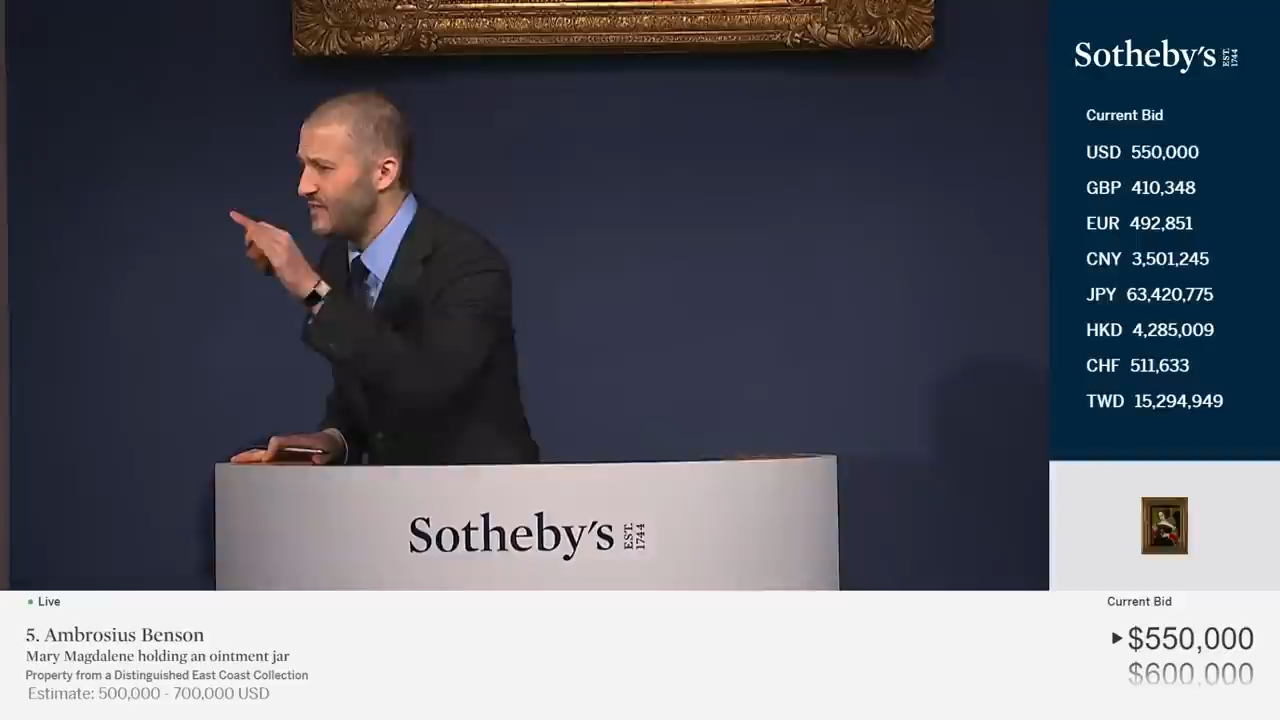 Sotheby's EST. 1744
Current Bid
USD 550,000
GBP 410,348
EUR 492,851
CNY 3,501,245
JPY 63,420,775
HKD 4,285,009
CHF 511,633
TWD 15,294,949
Sotheby's EST. 1744
Live
5. Ambrosius Benson
Mary Magdalene holding an ointment jar
Property from a Distinguished East Coast Collection
Estimate: 500,000 - 700,000 USD
Current Bid
$550,000
$600,000